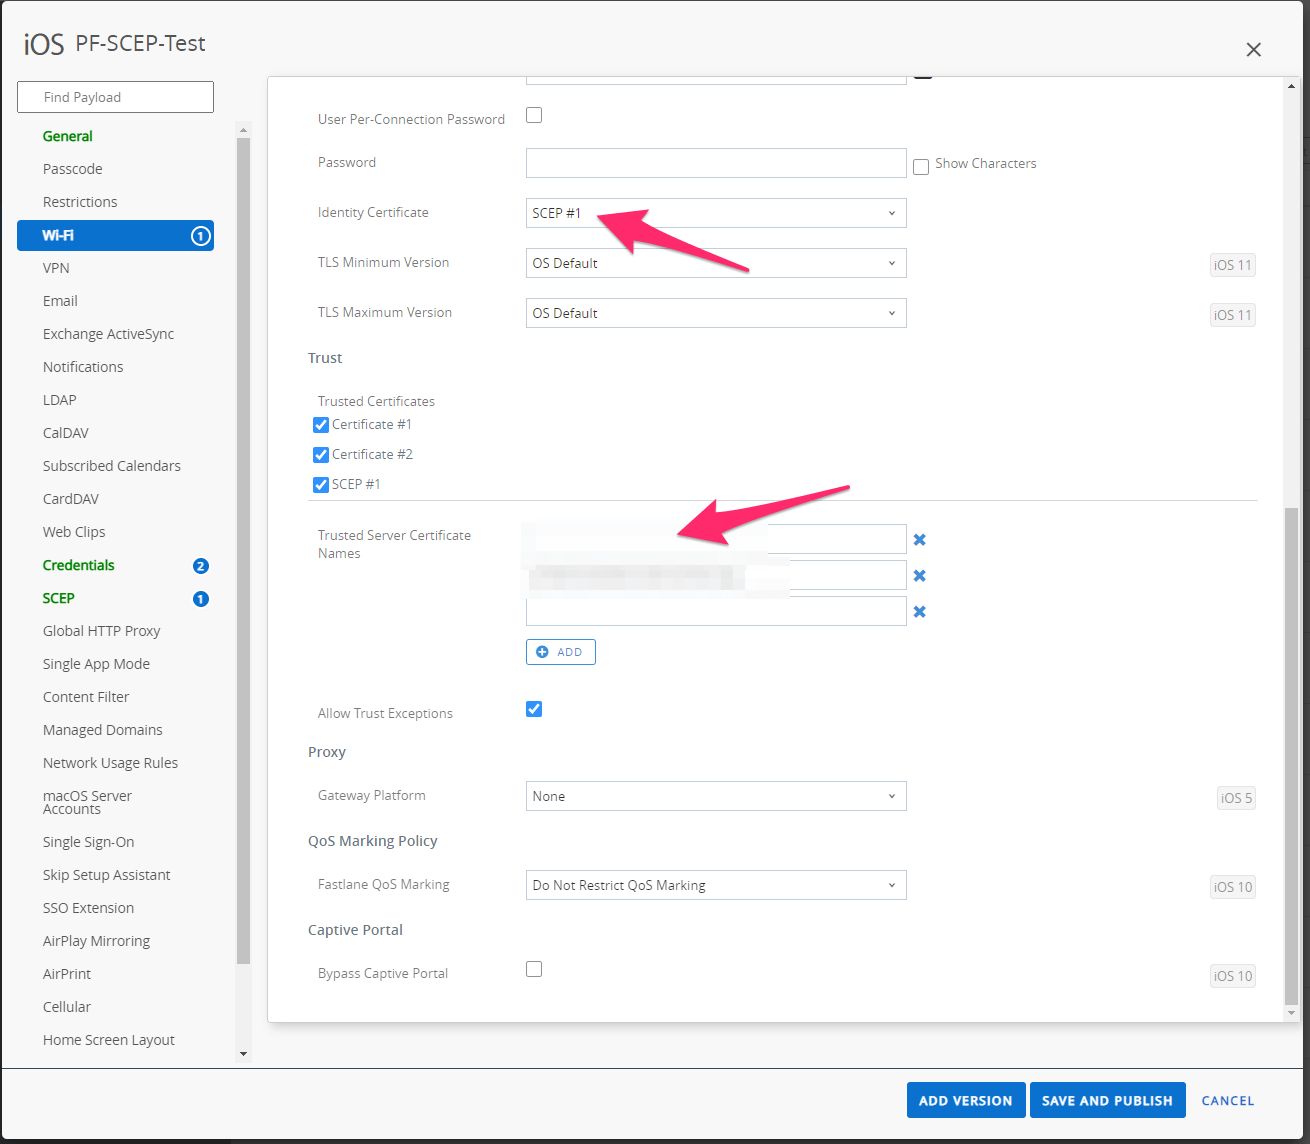 iOS PF-SCEP-Test
Find Payload
General
Passcode
Restrictions
Wi-Fi 1
VPN
Email
Exchange ActiveSync
Notifications
LDAP
CalDAV
Subscribed Calendars
CardDAV
Web Clips
Credentials 2
SCEP 1
Global HTTP Proxy
Single App Mode
Content Filter
Managed Domains
Network Usage Rules
macOS Server
Accounts
Single Sign-On
Skip Setup Assistant
SSO Extension
AirPlay Mirroring
AirPrint
Cellular
Home Screen Layout
User Per-Connection Password
Password
Show Characters
Identity Certificate
SCEP #1
TLS Minimum Version
OS Default
iOS 11
TLS Maximum Version
OS Default
iOS 11
Trust
Trusted Certificates
Certificate #1
Certificate #2
SCEP #1
Trusted Server Certificate
Names
ADD
Allow Trust Exceptions
Proxy
Gateway Platform
None
iOS 5
QoS Marking Policy
Fastlane QoS Marking
Do Not Restrict QoS Marking
iOS 10
Captive Portal
Bypass Captive Portal
iOS 10
ADD VERSION
SAVE AND PUBLISH
CANCEL